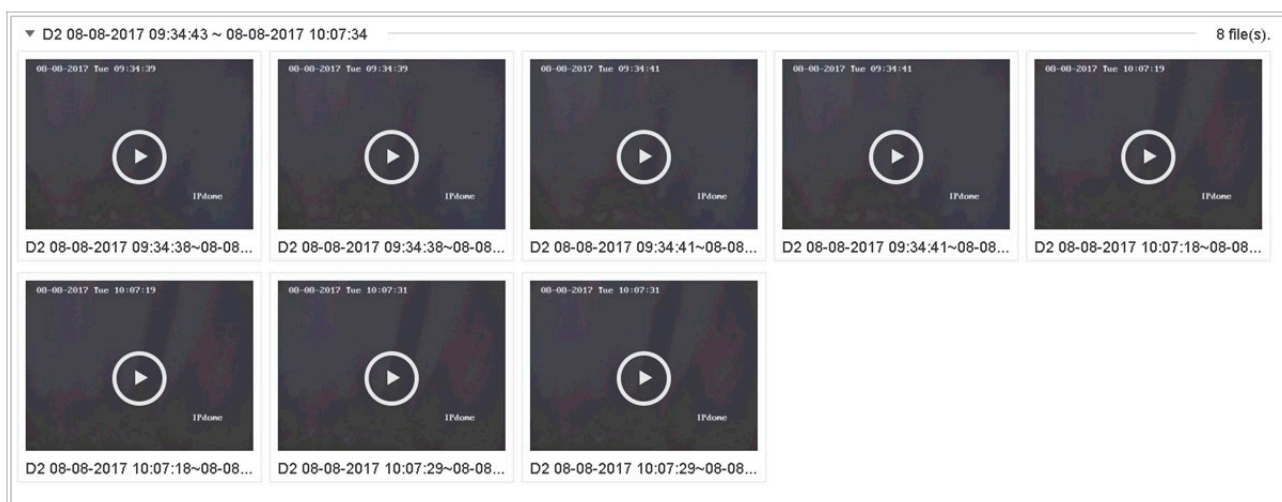 D2 08-08-2017 09:34:43 ~ 08-08-2017 10:07:34 8 file(s).
08-08-2017 Tue 09:34:39 08-08-2017 Tue 09:34:39 08-08-2017 Tue 09:34:41 08-08-2017 Tue 09:34:41 08-08-2017 Tue 10:07:19
IPdome IPdome IPdome IPdome IPdome
D2 08-08-2017 09:34:38~08-08... D2 08-08-2017 09:34:38~08-08... D2 08-08-2017 09:34:41~08-08... D2 08-08-2017 09:34:41~08-08... D2 08-08-2017 10:07:18~08-08...
08-08-2017 Tue 10:07:19 08-08-2017 Tue 10:07:31 08-08-2017 Tue 10:07:31
IPdome IPdome IPdome
D2 08-08-2017 10:07:18~08-08... D2 08-08-2017 10:07:29~08-08... D2 08-08-2017 10:07:29~08-08...